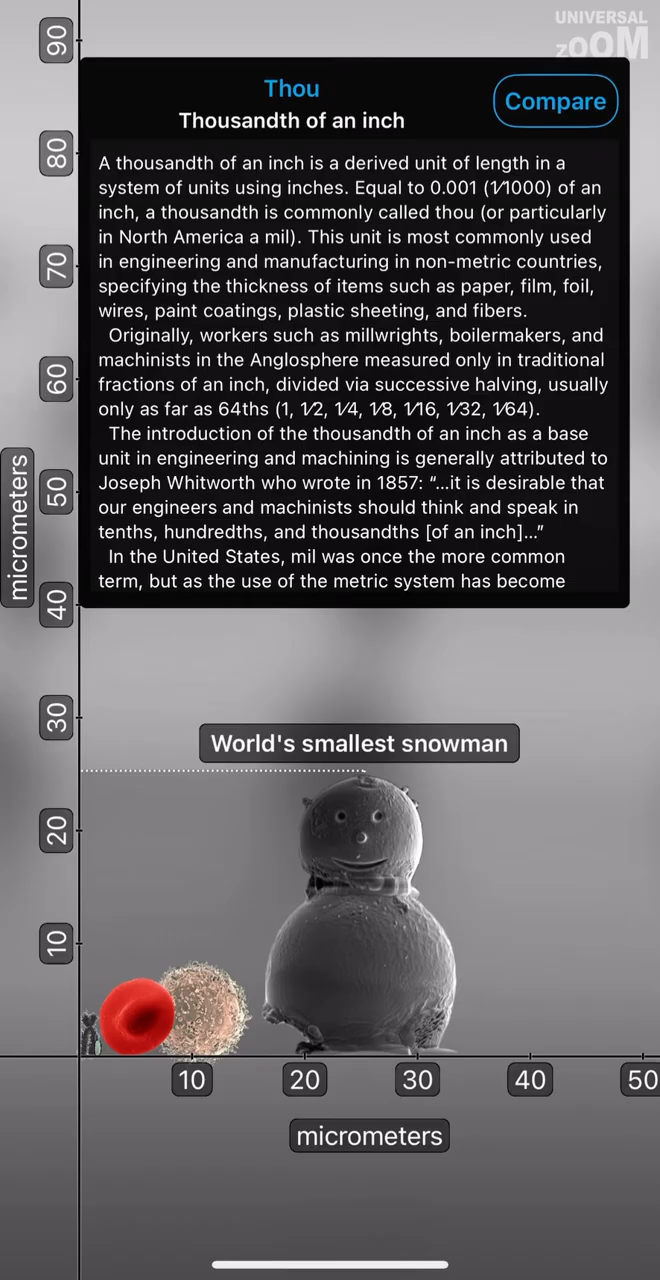 UNIVERSAL
zOOM
90
Thou
Compare
Thousandth of an inch
A thousandth of an inch is a derived unit of length in a
system of units using inches. Equal to 0.001 (1⁄1000) of an
inch, a thousandth is commonly called thou (or particularly
in North America a mil). This unit is most commonly used
in engineering and manufacturing in non-metric countries,
specifying the thickness of items such as paper, film, foil,
wires, paint coatings, plastic sheeting, and fibers.
Originally, workers such as millwrights, boilermakers, and
machinists in the Anglosphere measured only in traditional
fractions of an inch, divided via successive halving, usually
only as far as 64ths (1, 1⁄2, 1⁄4, 1⁄8, 1⁄16, 1⁄32, 1⁄64).
The introduction of the thousandth of an inch as a base
unit in engineering and machining is generally attributed to
Joseph Whitworth who wrote in 1857: “...it is desirable that
our engineers and machinists should think and speak in
tenths, hundredths, and thousandths [of an inch]...”
In the United States, mil was once the more common
term, but as the use of the metric system has become
80
70
60
50
micrometers
40
30
World's smallest snowman
20
10
10
20
30
40
50
micrometers